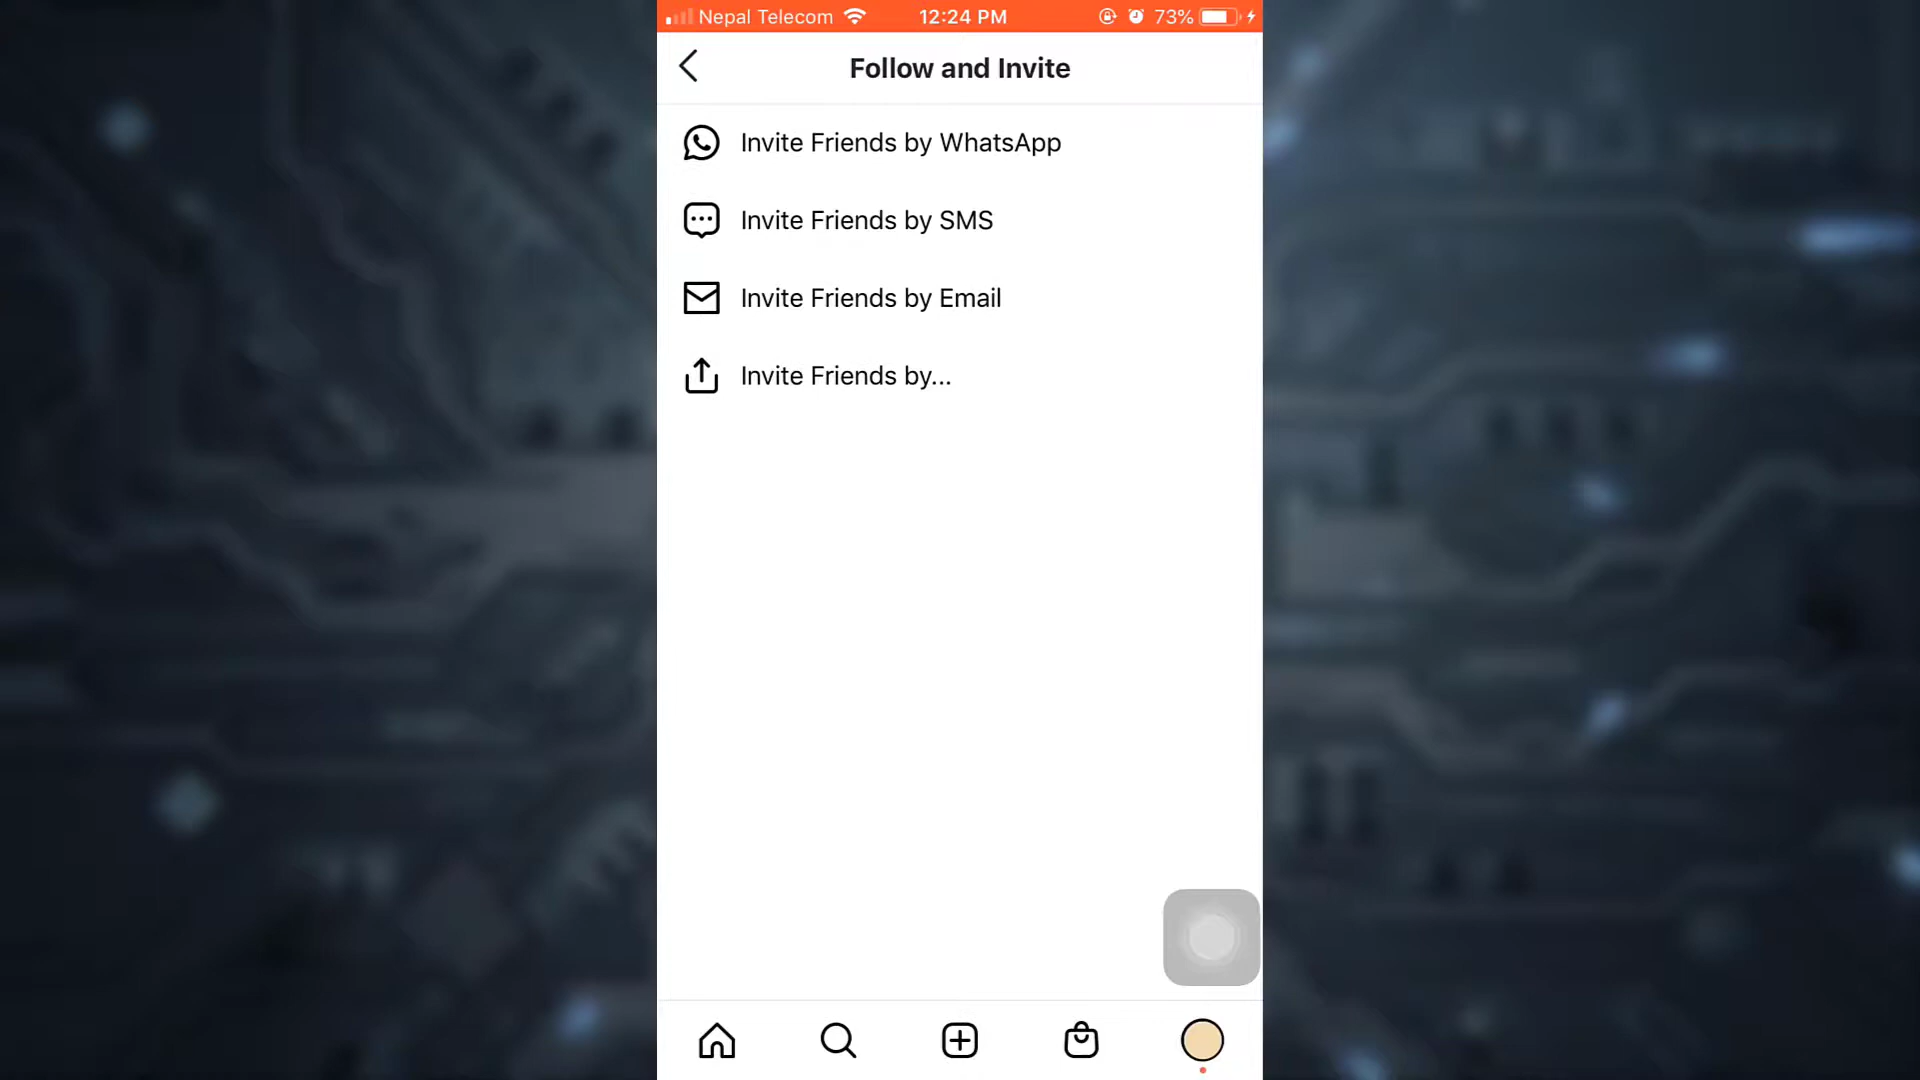 Nepal Telecom 12:24 PM 73%
Follow and Invite
Invite Friends by WhatsApp
Invite Friends by SMS
Invite Friends by Email
Invite Friends by...